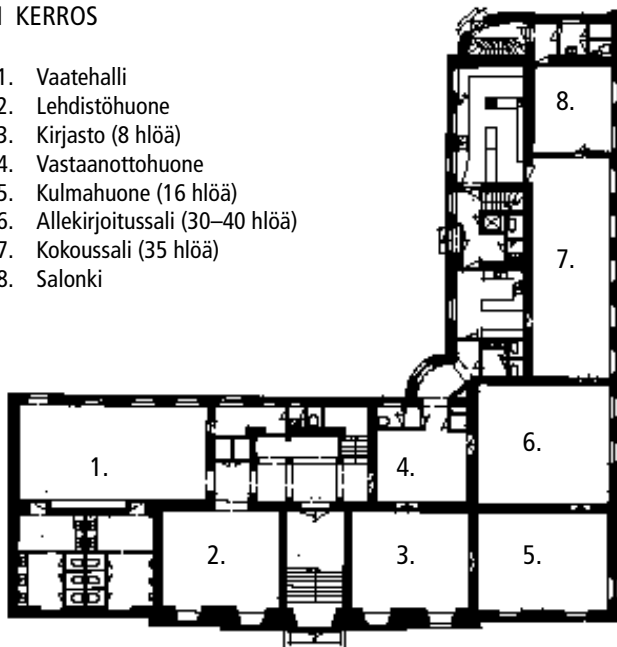 1 KERROS
1. Vaatehalli
2. Lehdistöhuone
3. Kirjasto (8 hlöä)
4. Vastaanottohuone
5. Kulmahuone (16 hlöä)
6. Allekirjoitussali (30–40 hlöä)
7. Kokoussali (35 hlöä)
8. Salonki
8.
7.
6.
1.
4.
2.
3.
5.